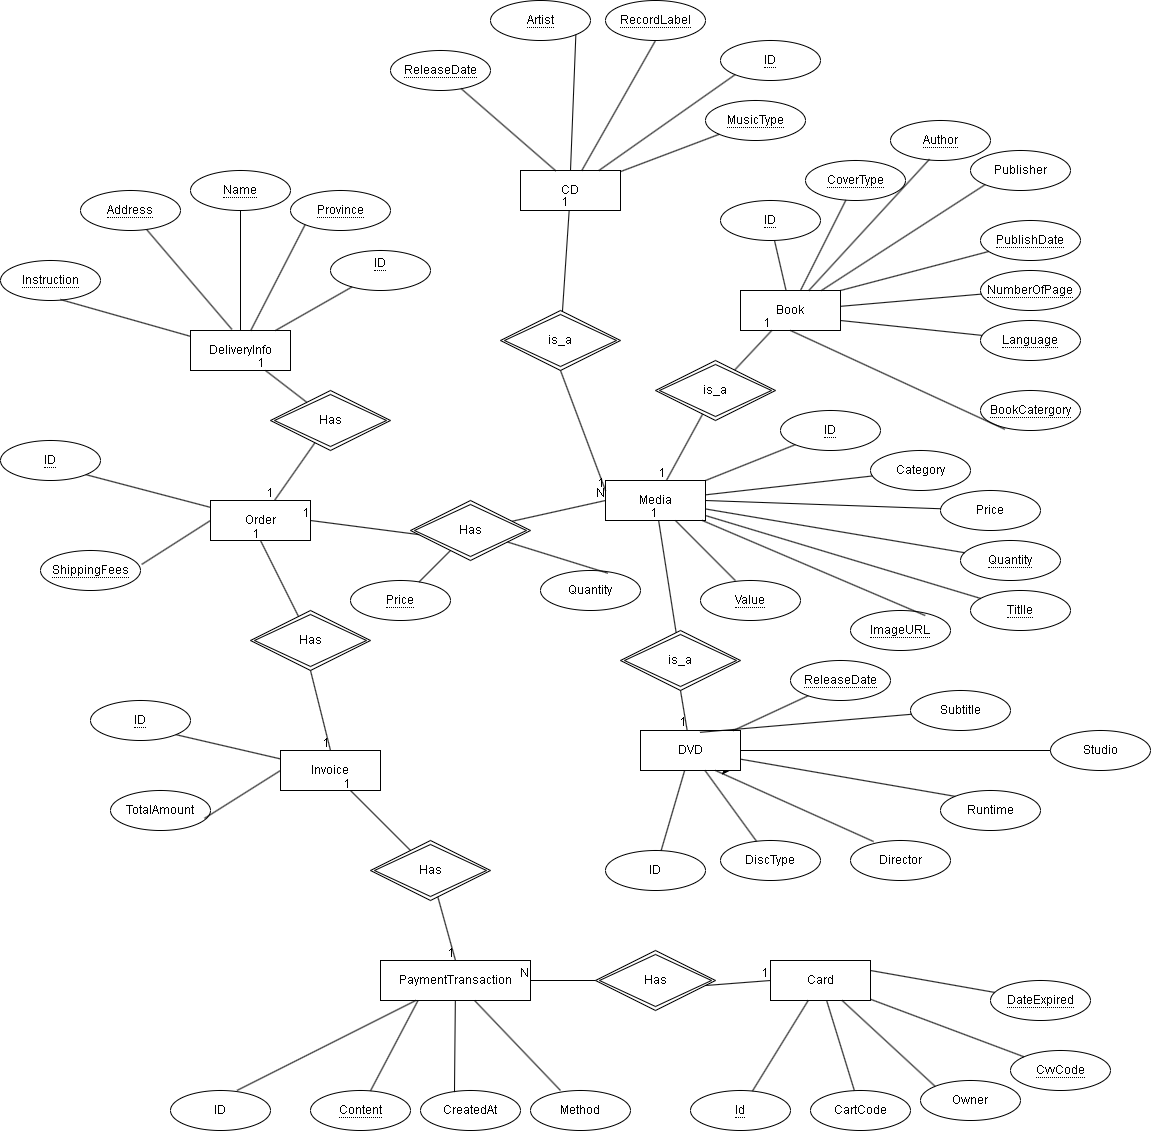 Artist
RecordLabel
ReleaseDate
ID
MusicType
CD
1
Author
CoverType
Publisher
ID
PublishDate
NumberOfPage
Language
BookCatergory
Book
1
Name
Address
Province
ID
Instruction
DeliveryInfo
1
is_a
is_a
Has
ID
ID
Category
Price
Quantity
Titlle
ImageURL
Value
1
1
N
Media
1
1
Order
1
1
Has
Price
Quantity
ShippingFees
Has
is_a
ReleaseDate
Subtitle
Studio
Runtime
Director
DiscType
ID
1
DVD
ID
TotalAmount
1
Invoice
1
Has
1
PaymentTransaction
N
Has
1
Card
DateExpired
CvvCode
Owner
CartCode
Id
ID
Content
CreatedAt
Method